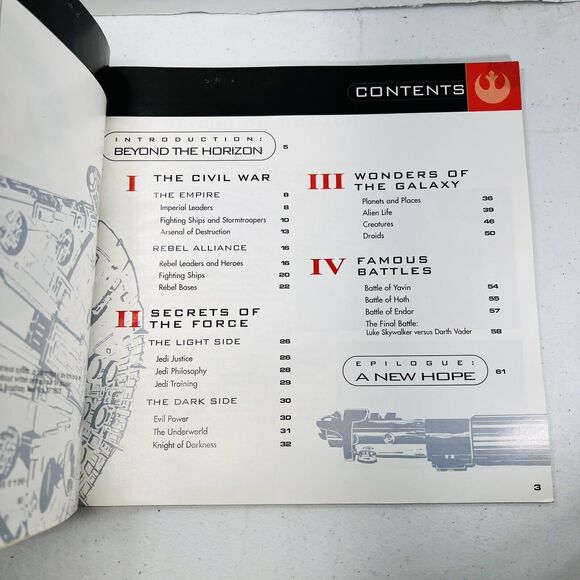 CONTENTS
INTRODUCTION:
BEYOND THE HORIZON 5
I THE CIVIL WAR
THE EMPIRE 8
Imperial Leaders 8
Fighting Ships and Stormtroopers 10
Arsenal of Destruction 13
REBEL ALLIANCE 16
Rebel Leaders and Heroes 16
Fighting Ships 20
Rebel Bases 22
II SECRETS OF
THE FORCE
THE LIGHT SIDE 26
Jedi Justice 26
Jedi Philosophy 28
Jedi Training 29
THE DARK SIDE 30
Evil Power 30
The Underworld 31
Knight of Darkness 32
III WONDERS OF
THE GALAXY
Planets and Places 36
Alien Life 39
Creatures 46
Droids 50
IV FAMOUS
BATTLES
Battle of Yavin 54
Battle of Hoth 55
Battle of Endor 57
The Final Battle:
Luke Skywalker versus Darth Vader 58
EPILOGUE:
A NEW HOPE 61
3